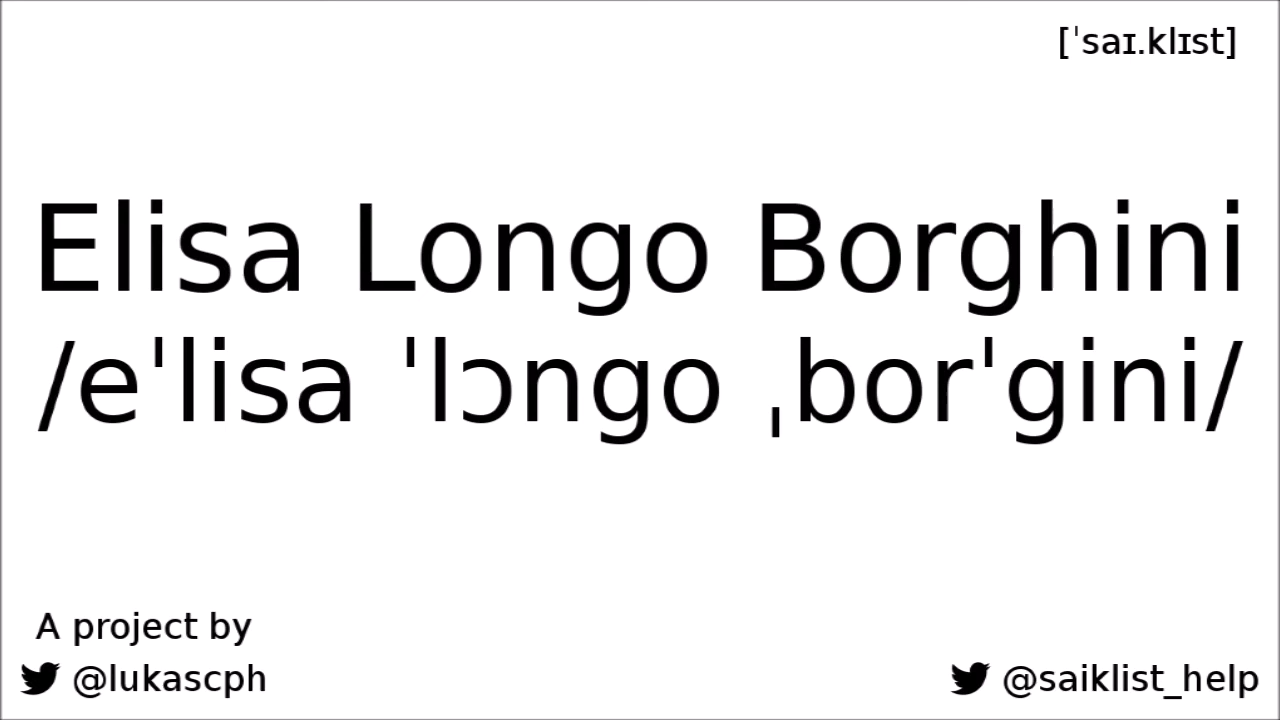 [ˈsaɪ.klɪst]
Elisa Longo Borghini
/eˈlisa ˈlɔngo ˌborˈgini/
A project by
@lukascph
@saiklist_help